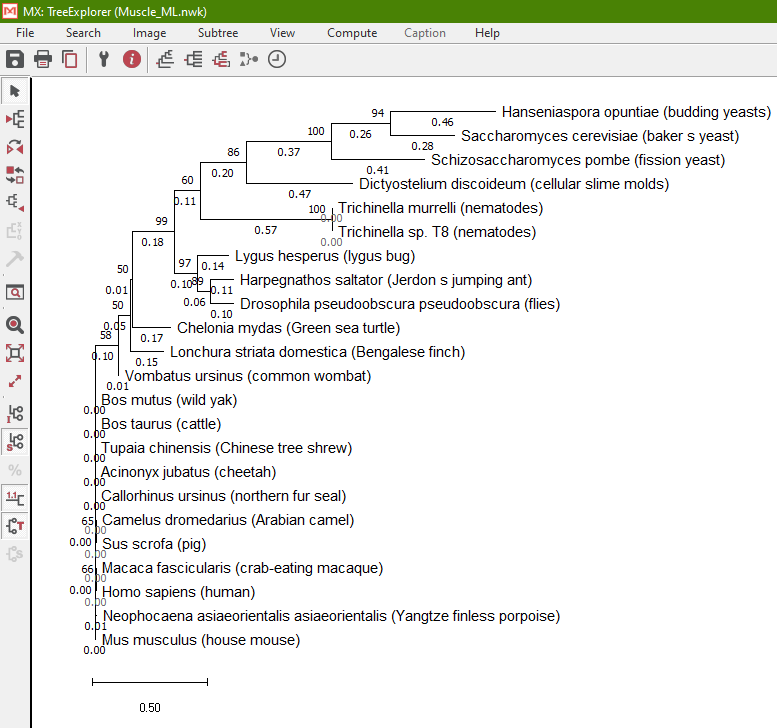 MX: TreeExplorer (Muscle_ML.nwk)
File Search Image Subtree View Compute Caption Help
94
Hanseniaspora opuntiae (budding yeasts)
0.46
100
0.26
Saccharomyces cerevisiae (baker s yeast)
0.28
86
0.37
Schizosaccharomyces pombe (fission yeast)
0.41
60
0.20
Dictyostelium discoideum (cellular slime molds)
0.47
0.11
100
Trichinella murrelli (nematodes)
0.00
99
0.57
Trichinella sp. T8 (nematodes)
0.00
0.18
Lygus hesperus (lygus bug)
97
0.14
50
Harpegnathos saltator (Jerdon s jumping ant)
0.10
89
0.11
0.01
0.06
Drosophila pseudoobscura pseudoobscura (flies)
50
0.10
0.05
Chelonia mydas (Green sea turtle)
58
0.17
Lonchura striata domestica (Bengalese finch)
0.10
0.15
Vombatus ursinus (common wombat)
0.01
Bos mutus (wild yak)
0.00
Bos taurus (cattle)
0.00
Tupaia chinensis (Chinese tree shrew)
0.00
Acinonyx jubatus (cheetah)
0.00
Callorhinus ursinus (northern fur seal)
0.00
65
Camelus dromedarius (Arabian camel)
0.00
0.00
Sus scrofa (pig)
0.00
66
Macaca fascicularis (crab-eating macaque)
0.00
0.00
Homo sapiens (human)
0.00
Neophocaena asiaeorientalis asiaeorientalis (Yangtze finless porpoise)
0.01
Mus musculus (house mouse)
0.00
0.50